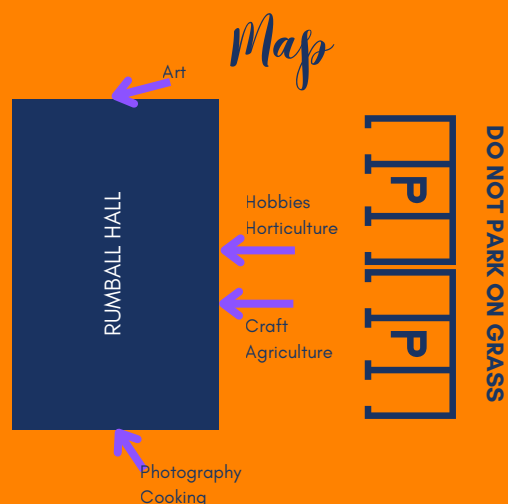 Map
Art
RUMBALL HALL
Hobbies
Horticulture
Craft
Agriculture
Photography
Cooking
P
P
DO NOT PARK ON GRASS